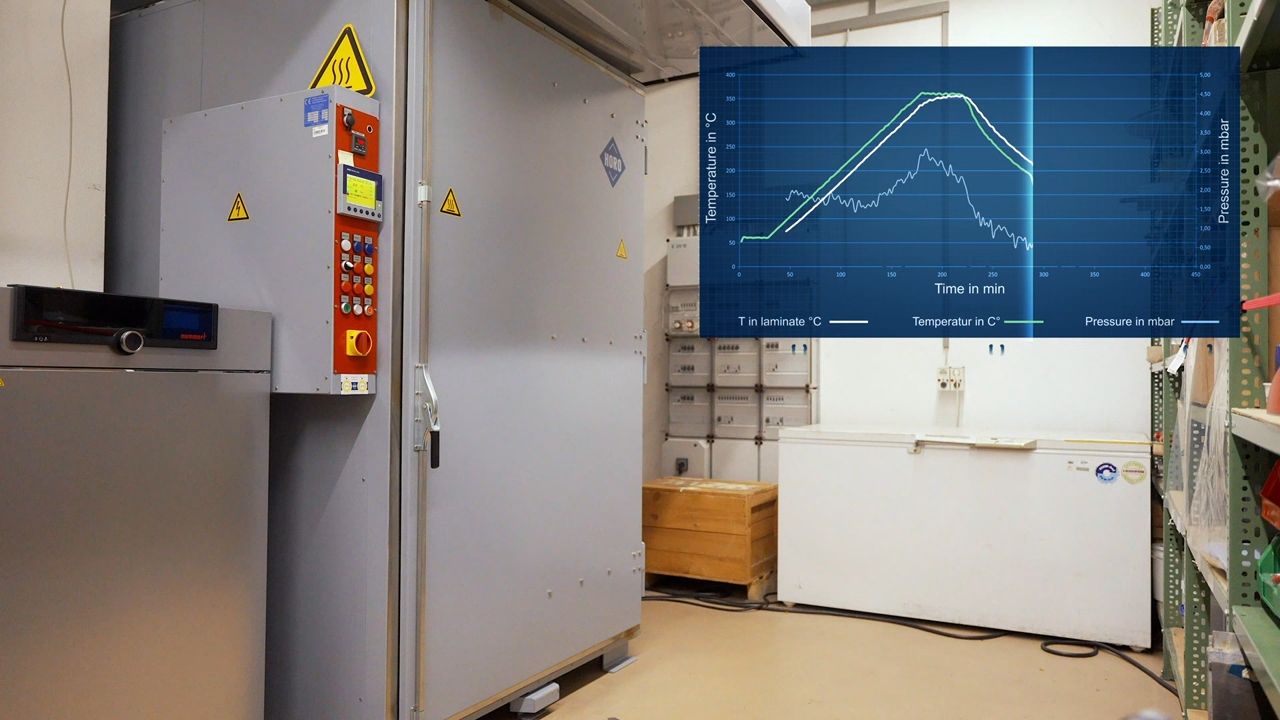 HORO
memmert
Temperature in °C
400
350
300
250
200
150
100
50
0
5,00
4,50
4,00
3,50
3,00
2,50
2,00
1,50
1,00
0,50
0,00
Pressure in mbar
0 50 100 150 200 250 300 350 400 450
Time in min
T in laminate °C
Temperatur in C°
Pressure in mbar